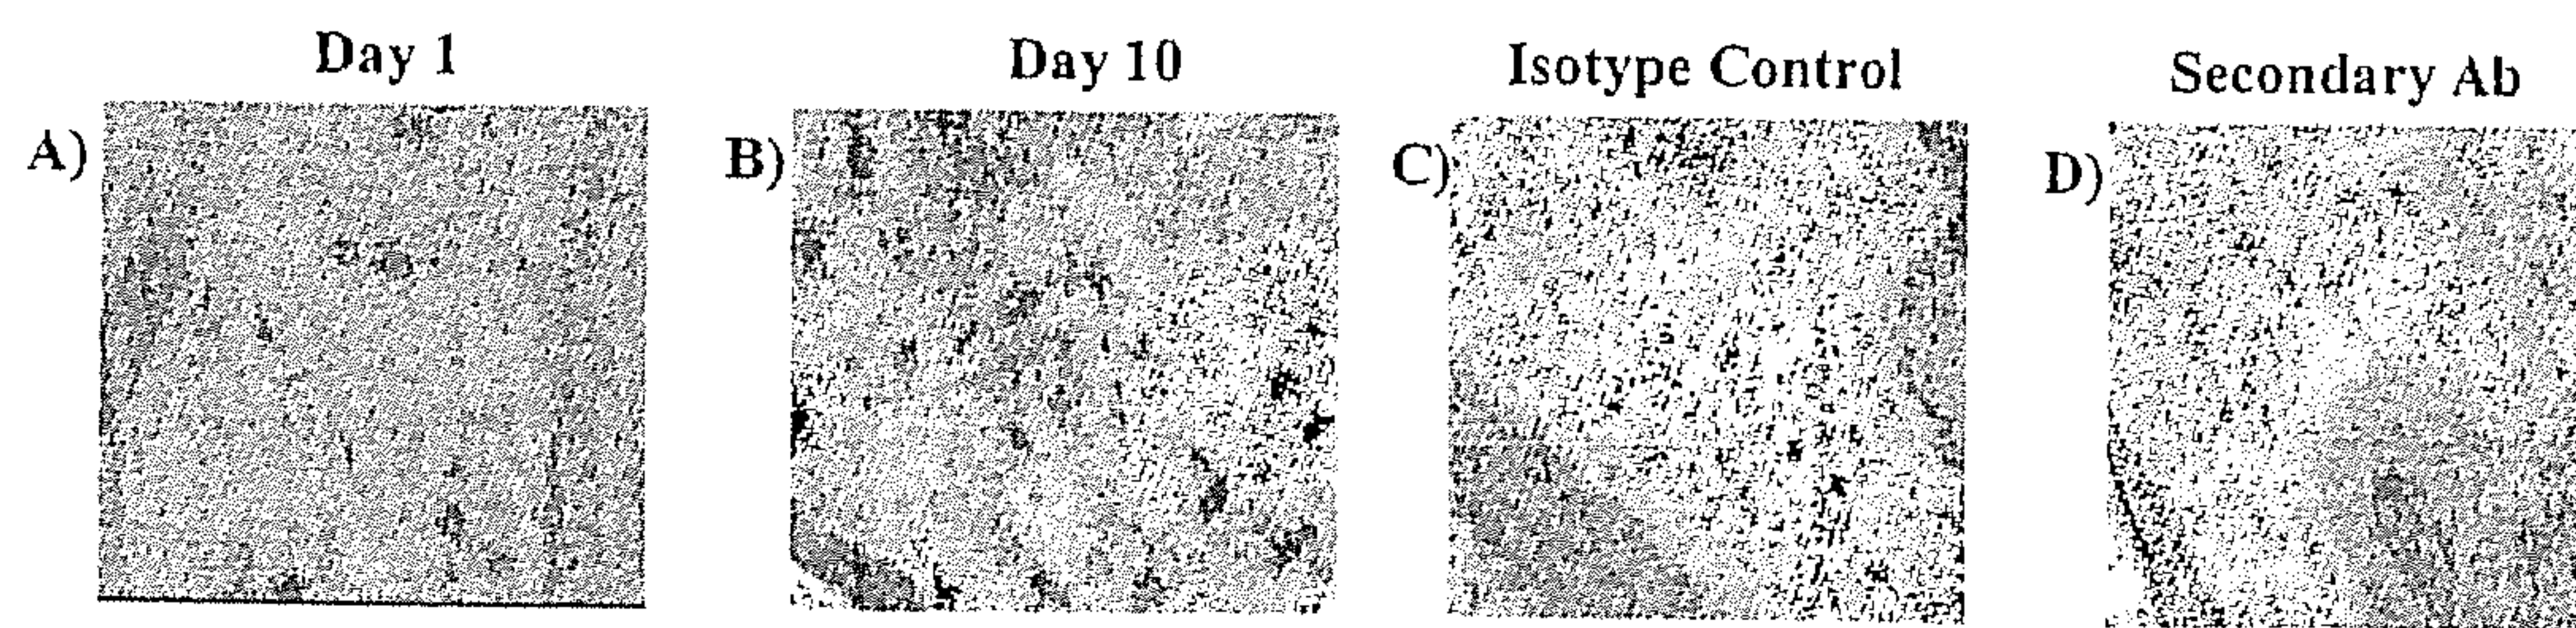 Day 1
Day 10
Isotype Control
Secondary Ab
A)
B)
C)
D)